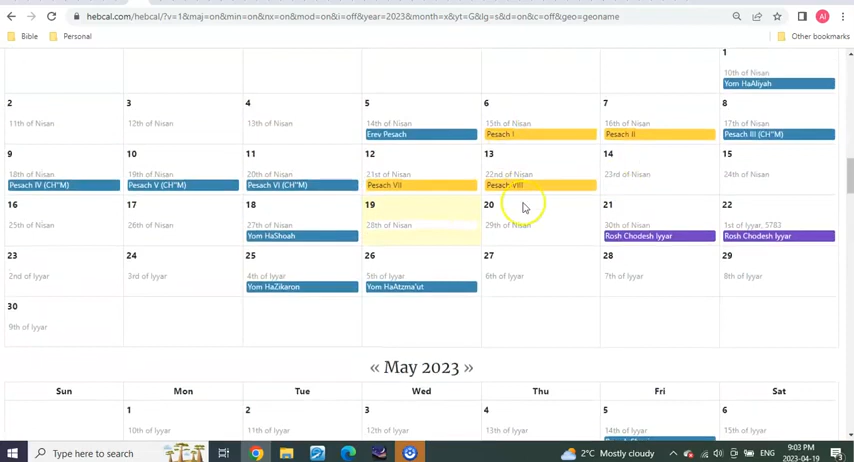 hebcal.com/hebcal/?v=1&maj=on&min=on&nx=on&mod=on&i=off&year=2023&month=x&yt=G&lg=s&d=on&c=off&geo=geoname
AI
Bible
Personal
Other bookmarks
1
10th of Nisan
Yom HaAliyah
2 3 4 5 6 7 8
11th of Nisan 12th of Nisan 13th of Nisan 14th of Nisan 15th of Nisan 16th of Nisan 17th of Nisan
Erev Pesach Pesach I Pesach II Pesach III (CH"M)
9 10 11 12 13 14 15
18th of Nisan 19th of Nisan 20th of Nisan 21st of Nisan 22nd of Nisan 23rd of Nisan 24th of Nisan
Pesach IV (CH"M) Pesach V (CH"M) Pesach VI (CH"M) Pesach VII Pesach VIII
16 17 18 19 20 21 22
25th of Nisan 26th of Nisan 27th of Nisan 28th of Nisan 29th of Nisan 30th of Nisan 1st of Iyyar, 5783
Yom HaShoah Rosh Chodesh Iyyar Rosh Chodesh Iyyar
23 24 25 26 27 28 29
2nd of Iyyar 3rd of Iyyar 4th of Iyyar 5th of Iyyar 6th of Iyyar 7th of Iyyar 8th of Iyyar
Yom HaZikaron Yom HaAtzma'ut
30
9th of Iyyar
« May 2023 »
Sun Mon Tue Wed Thu Fri Sat
1 2 3 4 5 6
10th of Iyyar 11th of Iyyar 12th of Iyyar 13th of Iyyar 14th of Iyyar 15th of Iyyar
Type here to search
2°C Mostly cloudy
ENG
9:03 PM
2023-04-19